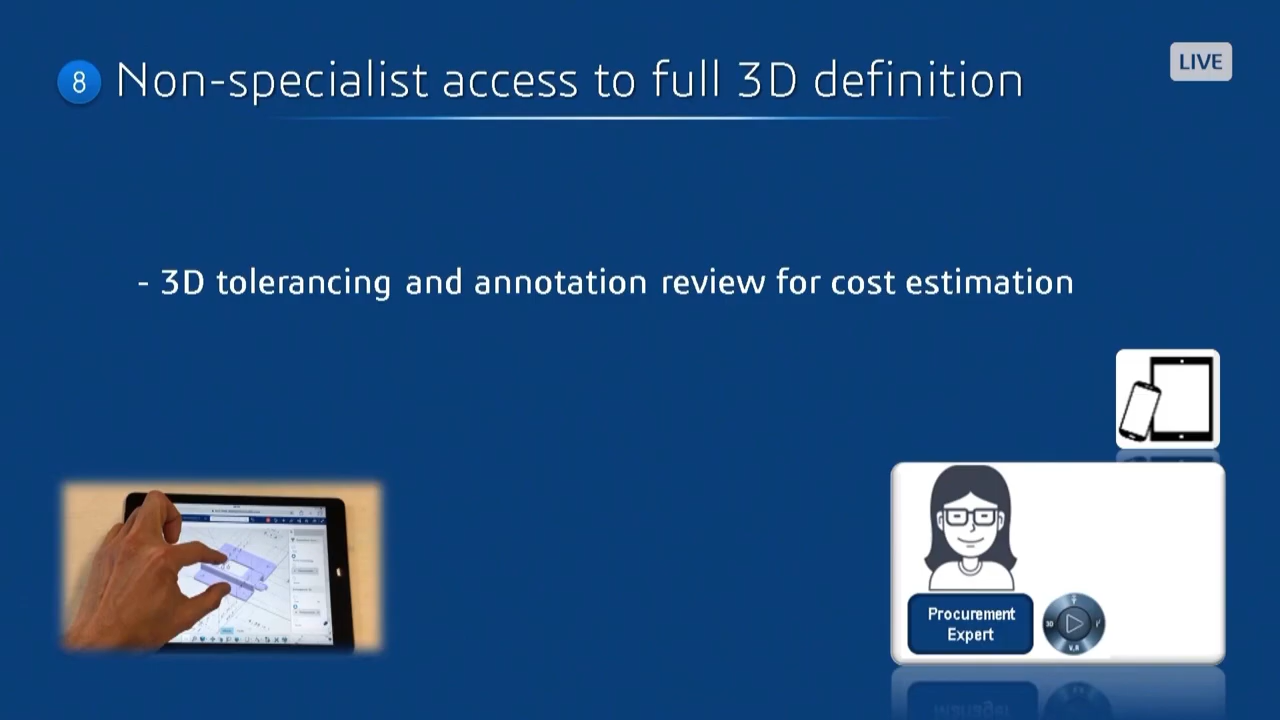 8 Non-specialist access to full 3D definition
LIVE
- 3D tolerancing and annotation review for cost estimation
Procurement
Expert
3D
V,R